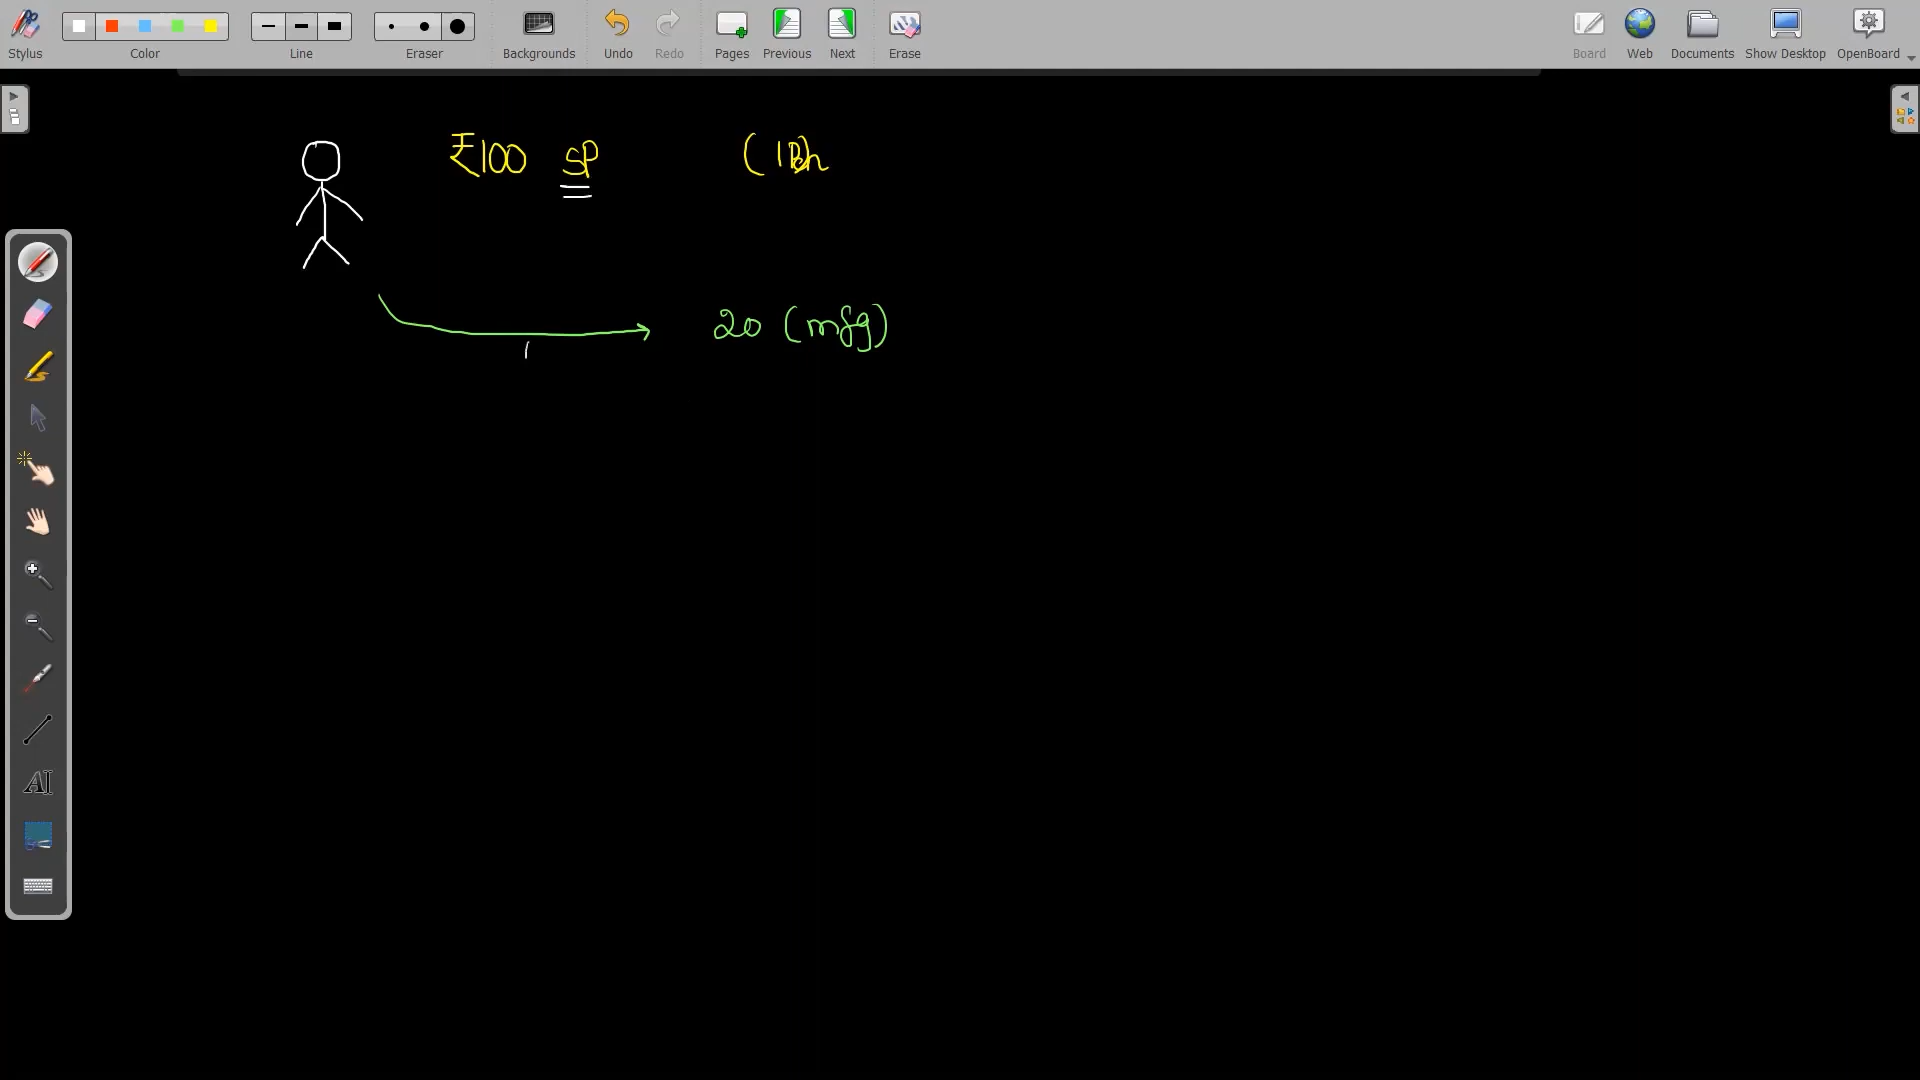 Stylus Color Line Eraser Backgrounds Undo Redo Pages Previous Next Erase Board Web Documents Show Desktop OpenBoard
₹100 SP
20 (mfg)
AI